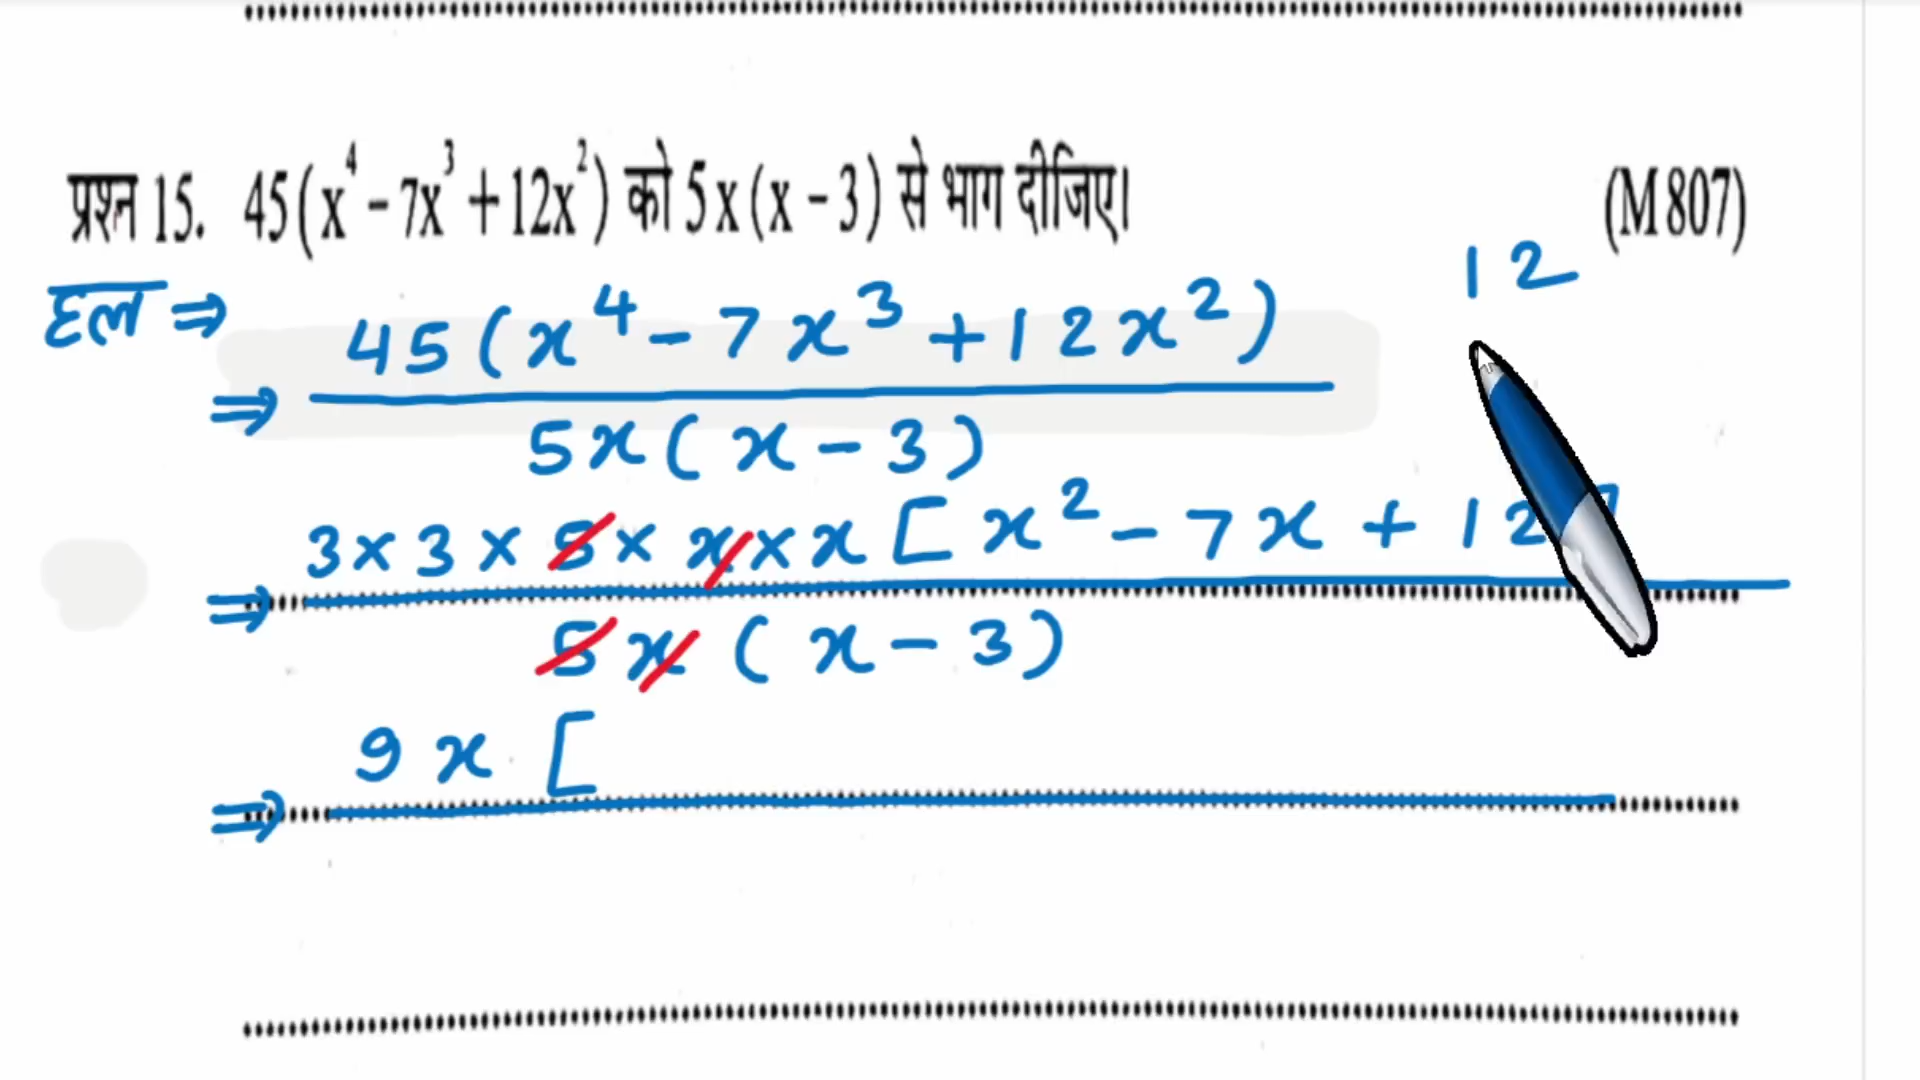 प्रश्न 15. 45(x⁴ − 7x³ + 12x²) को 5x(x − 3) से भाग दीजिए। (M807)
12
हल ⇒ 45(x⁴ − 7x³ + 12x²)
⇒
5x(x − 3)
3 × 3 × 5 × x × x [x² − 7x + 12]
⇒
5x (x − 3)
9x [
⇒